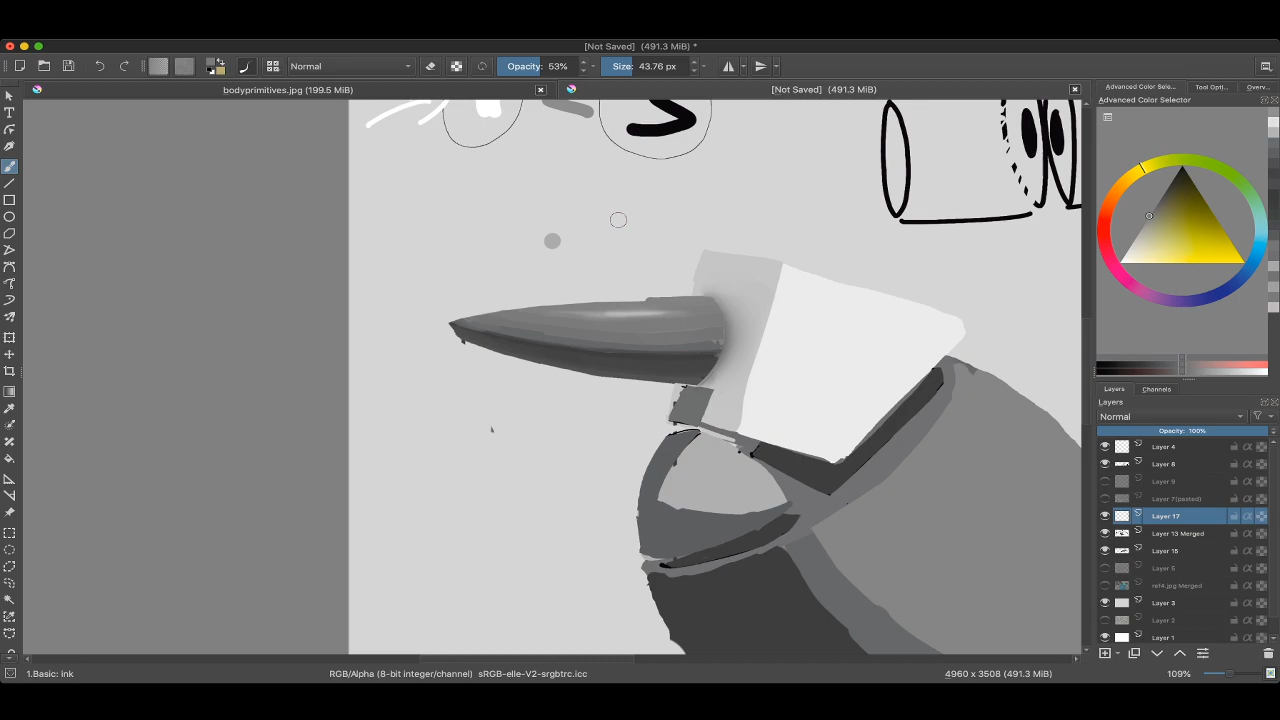 [Not Saved] (491.3 MiB) *
Normal
Opacity: 53%
Size: 43.76 px
bodyprimitives.jpg (199.5 MiB)
[Not Saved] (491.3 MiB)
Advanced Color Sele...
Tool Opti...
Overv...
Advanced Color Selector
Layers
Channels
Layers
Normal
Opacity: 100%
Layer 4
Layer 8
Layer 9
Layer 7(pasted)
Layer 17
Layer 13 Merged
Layer 15
Layer 5
ref4.jpg Merged
Layer 3
Layer 2
Layer 1
1.Basic: ink
RGB/Alpha (8-bit integer/channel) sRGB-elle-V2-srgbtrc.icc
4960 x 3508 (491.3 MiB)
109%